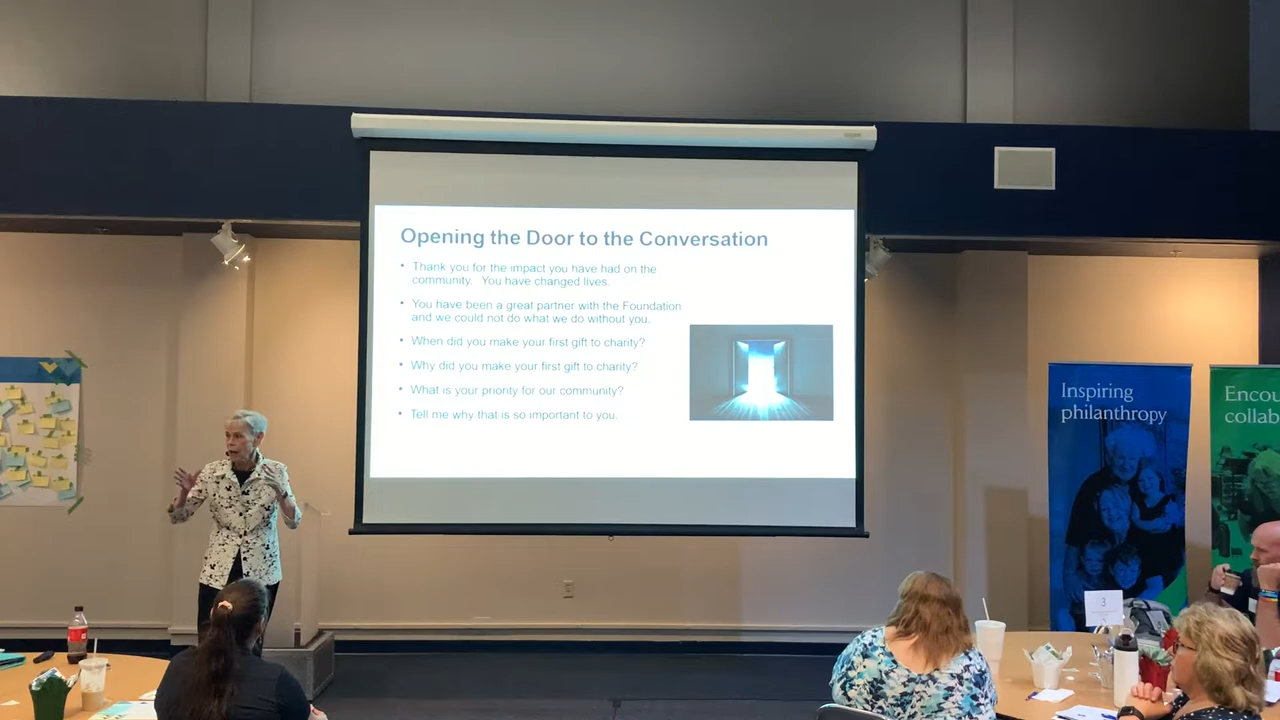 Opening the Door to the Conversation
• Thank you for the impact you have had on the
community. You have changed lives.
• You have been a great partner with the Foundation
and we could not do what we do without you.
• When did you make your first gift to charity?
• Why did you make your first gift to charity?
• What is your priority for our community?
• Tell me why that is so important to you.
Inspiring
philanthropy
Encou
collab
3